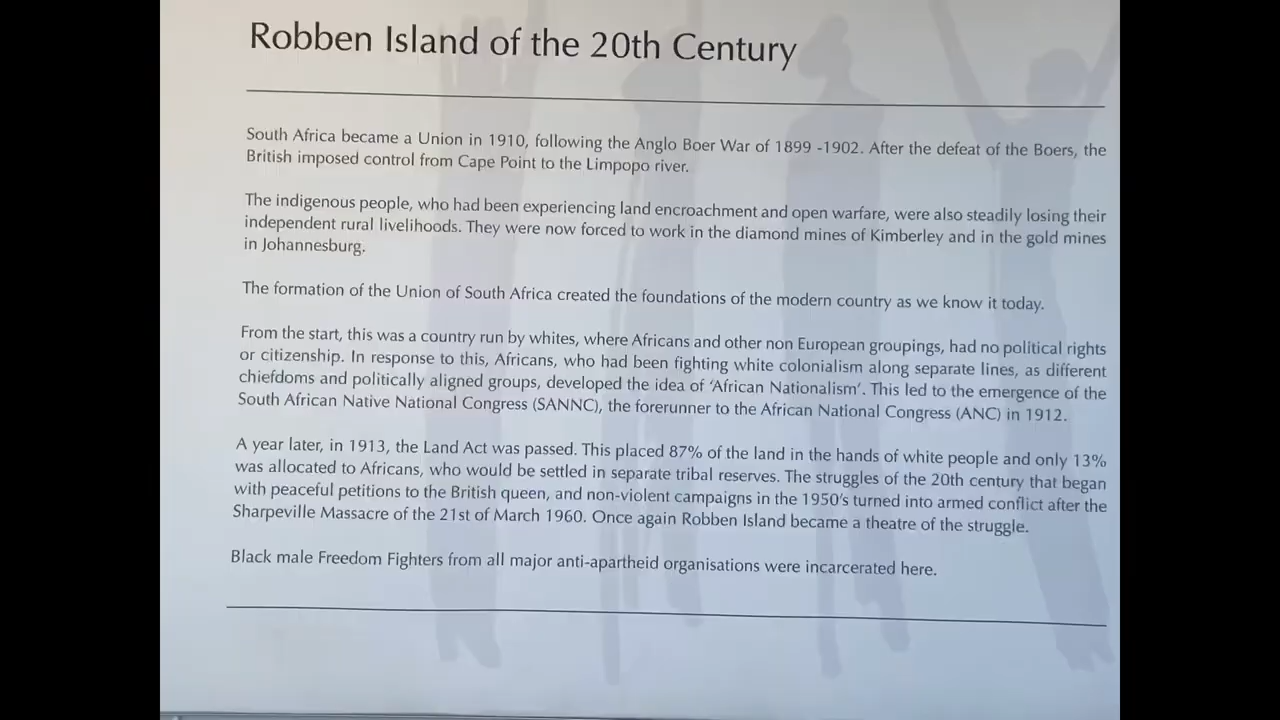 Robben Island of the 20th Century
South Africa became a Union in 1910, following the Anglo Boer War of 1899 -1902. After the defeat of the Boers, the
British imposed control from Cape Point to the Limpopo river.
The indigenous people, who had been experiencing land encroachment and open warfare, were also steadily losing their
independent rural livelihoods. They were now forced to work in the diamond mines of Kimberley and in the gold mines
in Johannesburg.
The formation of the Union of South Africa created the foundations of the modern country as we know it today.
From the start, this was a country run by whites, where Africans and other non European groupings, had no political rights
or citizenship. In response to this, Africans, who had been fighting white colonialism along separate lines, as different
chiefdoms and politically aligned groups, developed the idea of ‘African Nationalism’. This led to the emergence of the
South African Native National Congress (SANNC), the forerunner to the African National Congress (ANC) in 1912.
A year later, in 1913, the Land Act was passed. This placed 87% of the land in the hands of white people and only 13%
was allocated to Africans, who would be settled in separate tribal reserves. The struggles of the 20th century that began
with peaceful petitions to the British queen, and non-violent campaigns in the 1950’s turned into armed conflict after the
Sharpeville Massacre of the 21st of March 1960. Once again Robben Island became a theatre of the struggle.
Black male Freedom Fighters from all major anti-apartheid organisations were incarcerated here.